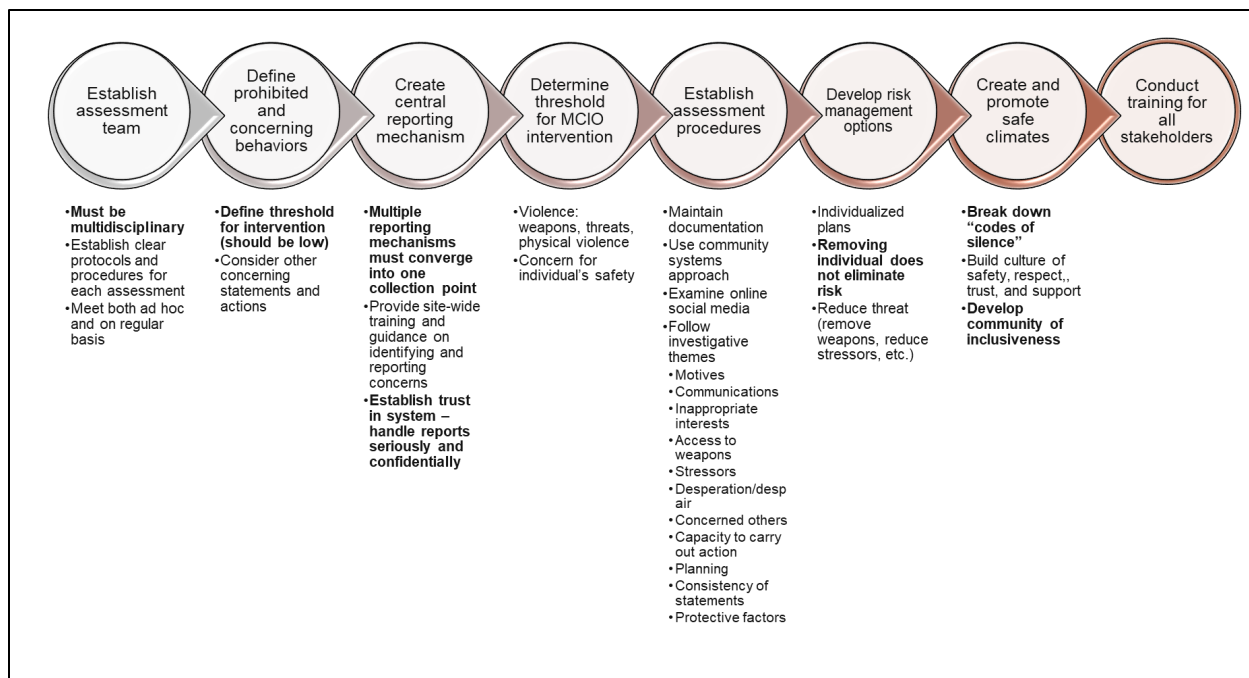 Establish
assessment
team
Define
prohibited
and
concerning
behaviors
Create
central
reporting
mechanism
Determine
threshold
for MCIO
intervention
Establish
assessment
procedures
Develop risk
management
options
Create and
promote
safe
climates
Conduct
training for
all
stakeholders
•Must be
multidisciplinary
•Establish clear
protocols and
procedures for
each assessment
•Meet both ad hoc
and on regular
basis
•Define threshold
for intervention
(should be low)
•Consider other
concerning
statements and
actions
•Multiple
reporting
mechanisms
must converge
into one
collection point
•Provide site-wide
training and
guidance on
identifying and
reporting
concerns
•Establish trust
in system –
handle reports
seriously and
confidentially
•Violence:
weapons, threats,
physical violence
•Concern for
individual’s safety
•Maintain
documentation
•Use community
systems
approach
•Examine online
social media
•Follow
investigative
themes
•Motives
•Communications
•Inappropriate
interests
•Access to
weapons
•Stressors
•Desperation/desp
air
•Concerned others
•Capacity to carry
out action
•Planning
•Consistency of
statements
•Protective factors
•Individualized
plans
•Removing
individual does
not eliminate
risk
•Reduce threat
(remove
weapons, reduce
stressors, etc.)
•Break down
“codes of
silence”
•Build culture of
safety, respect,,
trust, and support
•Develop
community of
inclusiveness